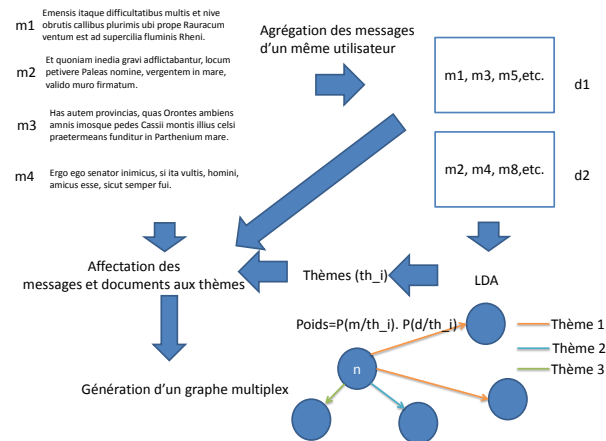 m1
Emensis itaque difficultatibus multis et nive
obrutis callibus plurimis ubi prope Rauracum
ventum est ad supercilia fluminis Rheni.
m2
Et quoniam inedia gravi adflictabantur, locum
petivere Paleas nomine, vergentem in mare,
valido muro firmatum.
m3
Has autem provincias, quas Orontes ambiens
amnis imosque pedes Cassii montis illius celsi
praetermeans funditur in Parthenium mare.
m4
Ergo ego senator inimicus, si ita vultis, homini,
amicus esse, sicut semper fui.
Agrégation des messages
d'un même utilisateur
m1, m3, m5,etc.
d1
m2, m4, m8,etc.
d2
Affectation des
messages et documents aux thèmes
Thèmes (th_i)
LDA
Poids=P(m/th_i). P(d/th_i)
Thème 1
Thème 2
Thème 3
n
Génération d'un graphe multiplex